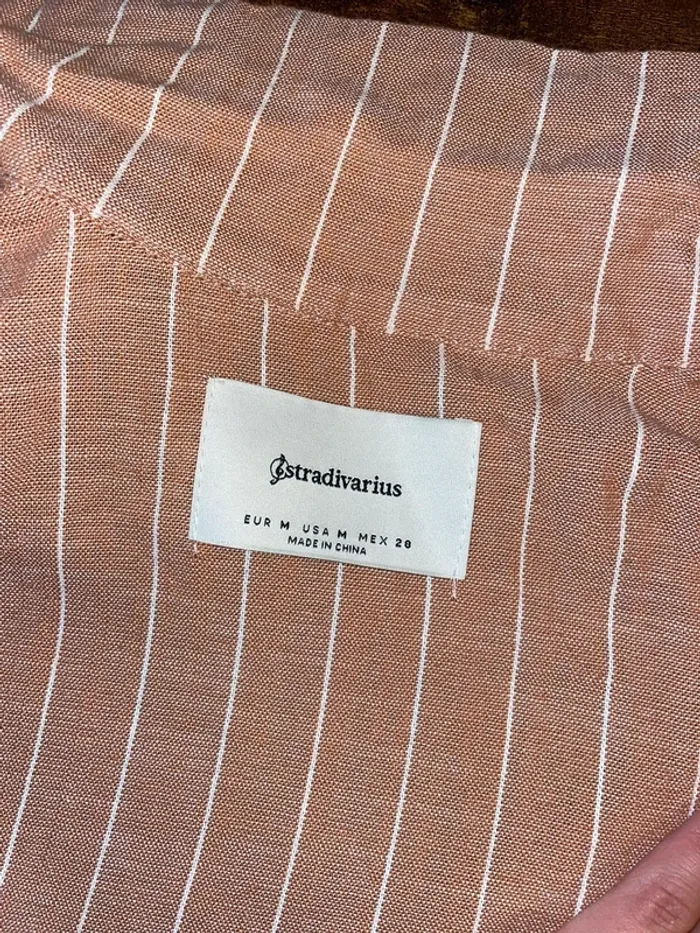 stradivarius
EUR M USA M MEX 28
MADE IN CHINA